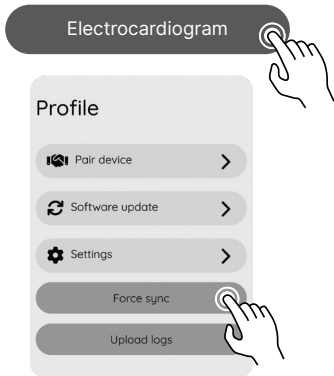 Electrocardiogram
Profile
Pair device
Software update
Settings
Force sync
Upload logs